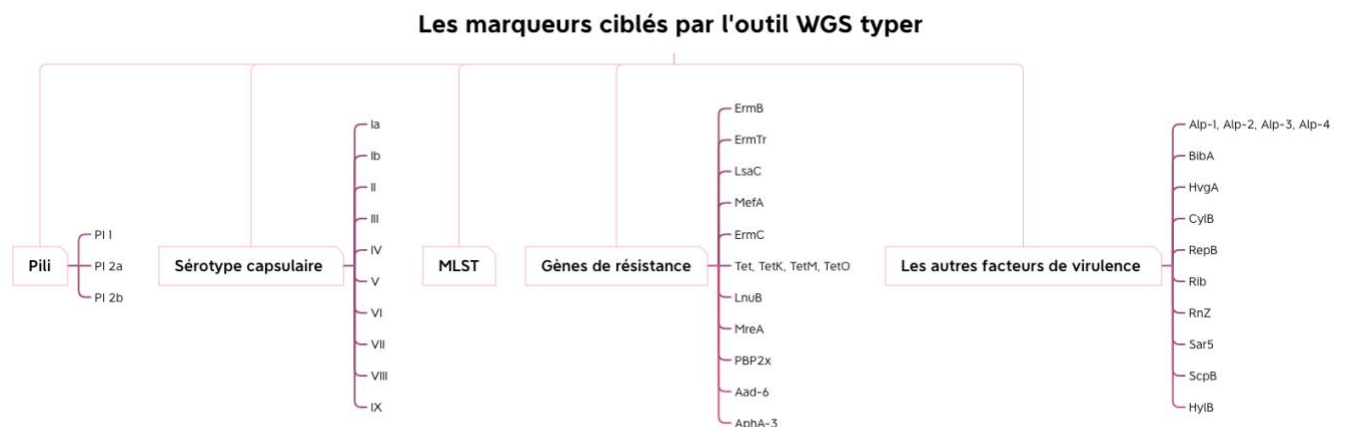 Les marqueurs ciblés par l'outil WGS typer
Pili
PI 1
PI 2a
PI 2b
Sérotype capsulaire
Ia
Ib
II
III
IV
V
VI
VII
VIII
IX
MLST
Gènes de résistance
ErmB
ErmTr
LsaC
MefA
ErmC
Tet, TetK, TetM, TetO
LnuB
MreA
PBP2x
Aad-6
AphA-3
Les autres facteurs de virulence
Alp-1, Alp-2, Alp-3, Alp-4
BibA
HvgA
CylB
RepB
Rib
RnZ
Sar5
ScpB
HylB